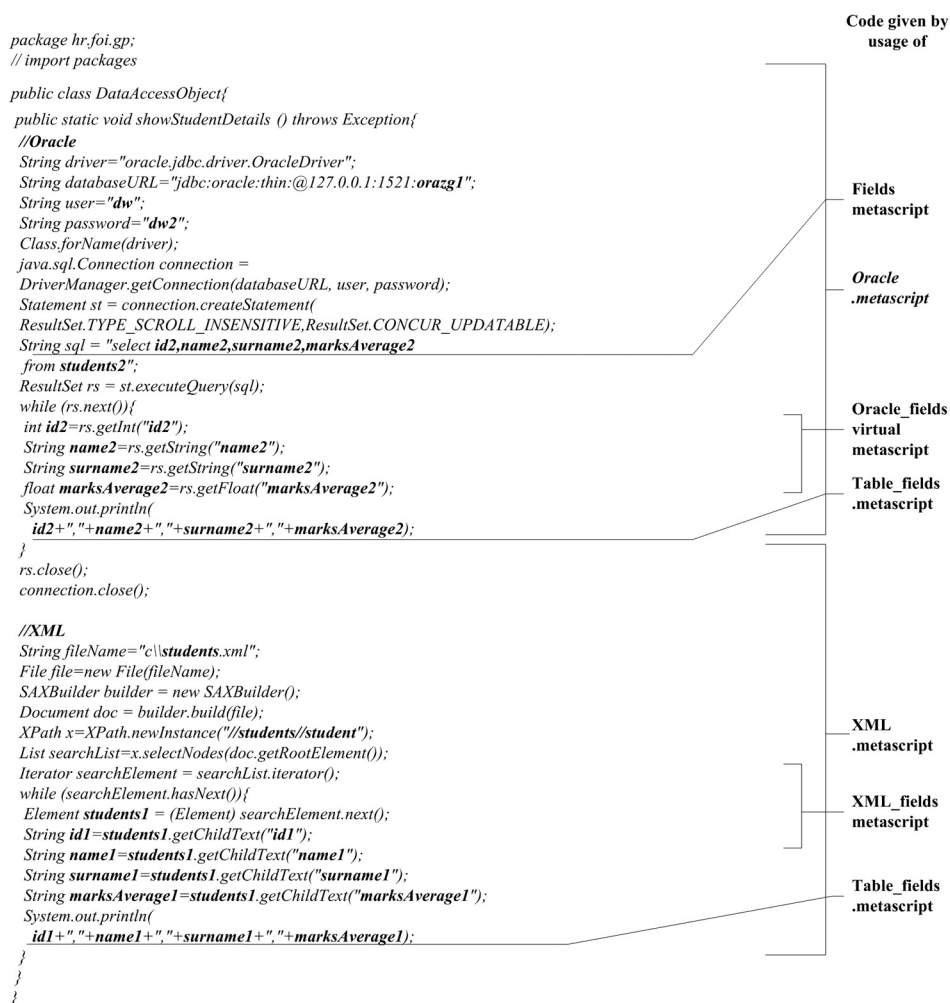 Code given by
usage of
package hr.foi.gp;
// import packages
public class DataAccessObject{
public static void showStudentDetails () throws Exception{
//Oracle
String driver="oracle.jdbc.driver.OracleDriver";
String databaseURL="jdbc:oracle:thin:@127.0.0.1:1521:orazg1";
String user="dw";
String password="dw2";
Class.forName(driver);
java.sql.Connection connection =
DriverManager.getConnection(databaseURL, user, password);
Statement st = connection.createStatement(
ResultSet.TYPE_SCROLL_INSENSITIVE,ResultSet.CONCUR_UPDATABLE);
String sql = "select id2,name2,surname2,marksAverage2
from students2";
ResultSet rs = st.executeQuery(sql);
while (rs.next()){
int id2=rs.getInt("id2");
String name2=rs.getString("name2");
String surname2=rs.getString("surname2");
float marksAverage2=rs.getFloat("marksAverage2");
System.out.println(
id2+","+name2+","+surname2+","+marksAverage2);
}
rs.close();
connection.close();
//XML
String fileName="c\\students.xml";
File file=new File(fileName);
SAXBuilder builder = new SAXBuilder();
Document doc = builder.build(file);
XPath x=XPath.newInstance("//students//student");
List searchList=x.selectNodes(doc.getRootElement());
Iterator searchElement = searchList.iterator();
while (searchElement.hasNext()){
Element students1 = (Element) searchElement.next();
String id1=students1.getChildText("id1");
String name1=students1.getChildText("name1");
String surname1=students1.getChildText("surname1");
String marksAverage1=students1.getChildText("marksAverage1");
System.out.println(
id1+","+name1+","+surname1+","+marksAverage1);
}
}
}
Fields
metascript
Oracle
.metascript
Oracle_fields
virtual
metascript
Table_fields
.metascript
XML
.metascript
XML_fields
metascript
Table_fields
.metascript